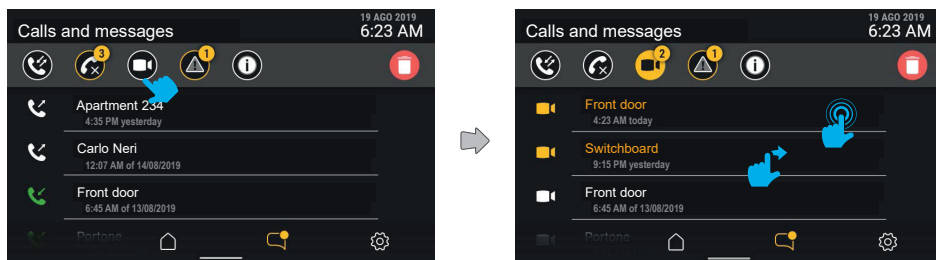 19 AGO 2019
Calls and messages
6:23 AM
3
1
Apartment 234
4:35 PM yesterday
Carlo Neri
12:07 AM of 14/08/2019
Front door
6:45 AM of 13/08/2019
Portone
19 AGO 2019
Calls and messages
6:23 AM
2
1
Front door
4:23 AM today
Switchboard
9:15 PM yesterday
Front door
6:45 AM of 13/08/2019
Portone